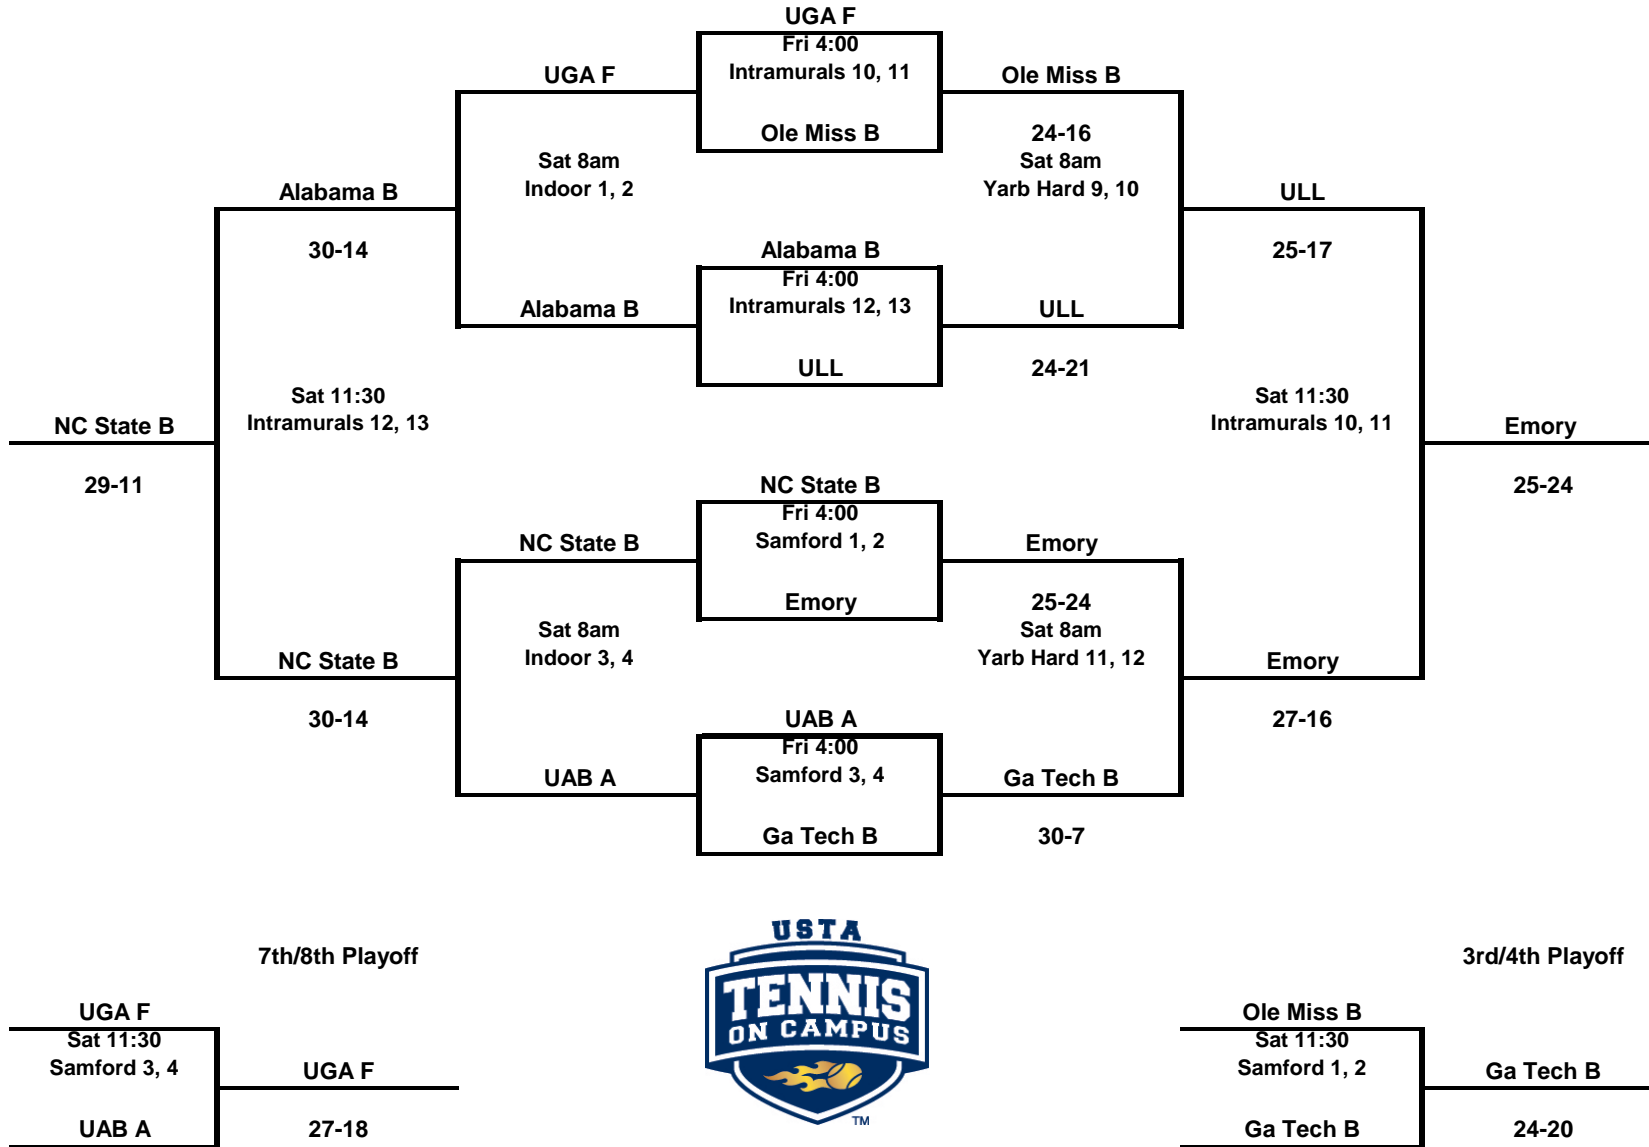 UGA F
Fri 4:00
UGA F
Intramurals 10, 11
Ole Miss B
Ole Miss B
24-16
Sat 8am
Sat 8am
Indoor 1, 2
Yarb Hard 9, 10
Alabama B
ULL
30-14
Alabama B
25-17
Fri 4:00
Alabama B
Intramurals 12, 13
ULL
ULL
24-21
Sat 11:30
Sat 11:30
NC State B
Intramurals 12, 13
Intramurals 10, 11
Emory
29-11
NC State B
25-24
Fri 4:00
NC State B
Samford 1, 2
Emory
Emory
25-24
Sat 8am
Sat 8am
Indoor 3, 4
Yarb Hard 11, 12
NC State B
Emory
30-14
UAB A
27-16
Fri 4:00
UAB A
Samford 3, 4
Ga Tech B
Ga Tech B
30-7
7th/8th Playoff
USTA
TENNIS
ON CAMPUS
TM
3rd/4th Playoff
UGA F
Sat 11:30
Samford 3, 4
UGA F
UAB A
27-18
Ole Miss B
Sat 11:30
Samford 1, 2
Ga Tech B
Ga Tech B
24-20